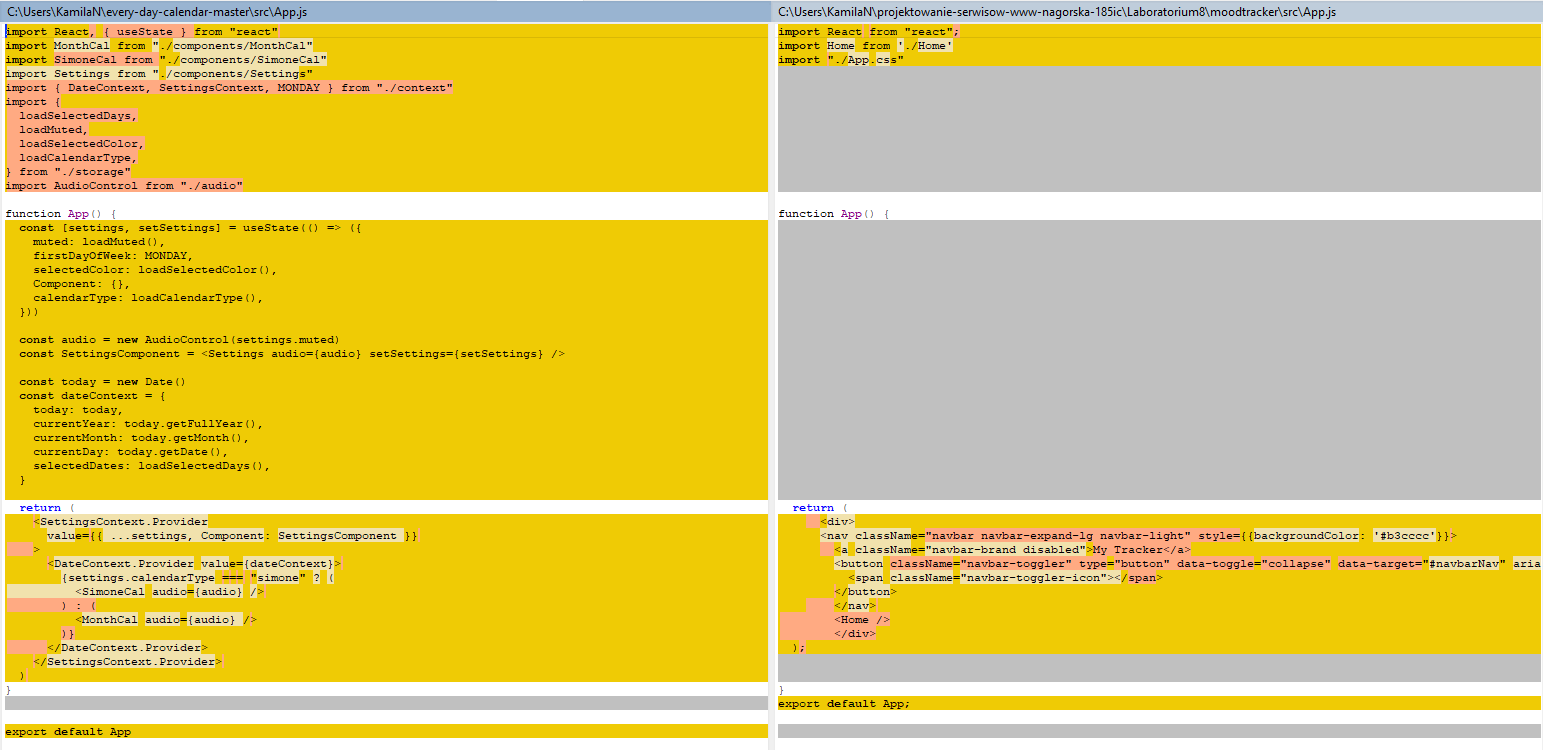 C:\Users\KamilaN\every-day-calendar-master\src\App.js
import React, { useState } from "react"
import MonthCal from "./components/MonthCal"
import SimoneCal from "./components/SimoneCal"
import Settings from "./components/Settings"
import { DateContext, SettingsContext, MONDAY } from "./context"
import {
  loadSelectedDays,
  loadMuted,
  loadSelectedColor,
  loadCalendarType,
} from "./storage"
import AudioControl from "./audio"

function App() {
  const [settings, setSettings] = useState(() => ({
    muted: loadMuted(),
    firstDayOfWeek: MONDAY,
    selectedColor: loadSelectedColor(),
    Component: {},
    calendarType: loadCalendarType(),
  }))

  const audio = new AudioControl(settings.muted)
  const SettingsComponent = <Settings audio={audio} setSettings={setSettings} />

  const today = new Date()
  const dateContext = {
    today: today,
    currentYear: today.getFullYear(),
    currentMonth: today.getMonth(),
    currentDay: today.getDate(),
    selectedDates: loadSelectedDays(),
  }

  return (
    <SettingsContext.Provider
      value={{ ...settings, Component: SettingsComponent }}
    >
      <DateContext.Provider value={dateContext}>
        {settings.calendarType === "simone" ? (
          <SimoneCal audio={audio} />
        ) : (
          <MonthCal audio={audio} />
        )}
      </DateContext.Provider>
    </SettingsContext.Provider>
  )
}

export default App
C:\Users\KamilaN\projektowanie-serwisow-www-nagorska-185ic\Laboratorium8\moodtracker\src\App.js
import React from "react";
import Home from './Home'
import "./App.css"

function App() {
  return (
      <div>
      <nav className="navbar navbar-expand-lg navbar-light" style={{backgroundColor: '#b3cccc'}}>
        <a className="navbar-brand disabled">My Tracker</a>
        <button className="navbar-toggler" type="button" data-toggle="collapse" data-target="#navbarNav" aria
          <span className="navbar-toggler-icon"></span>
        </button>
        </nav>
        <Home />
        </div>
  );
}
export default App;